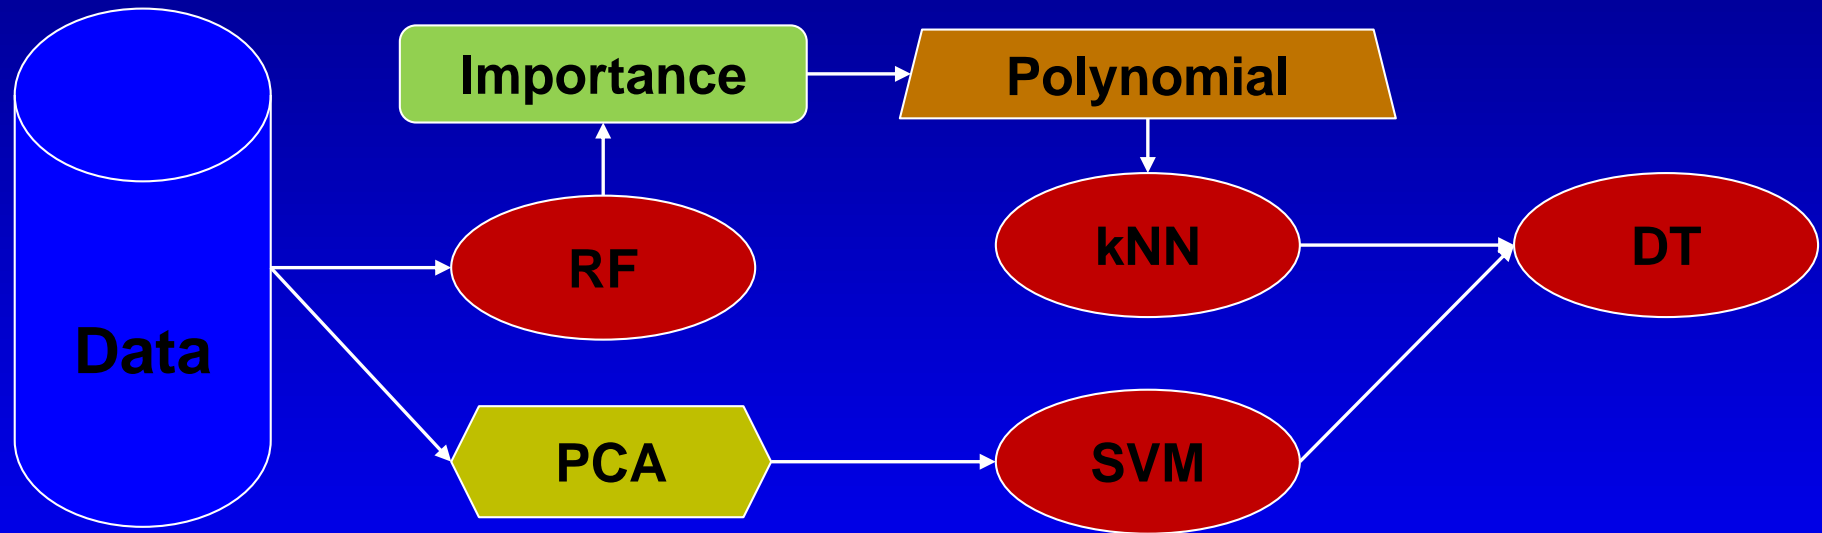 Importance
Polynomial
kNN
DT
RF
Data
PCA
SVM